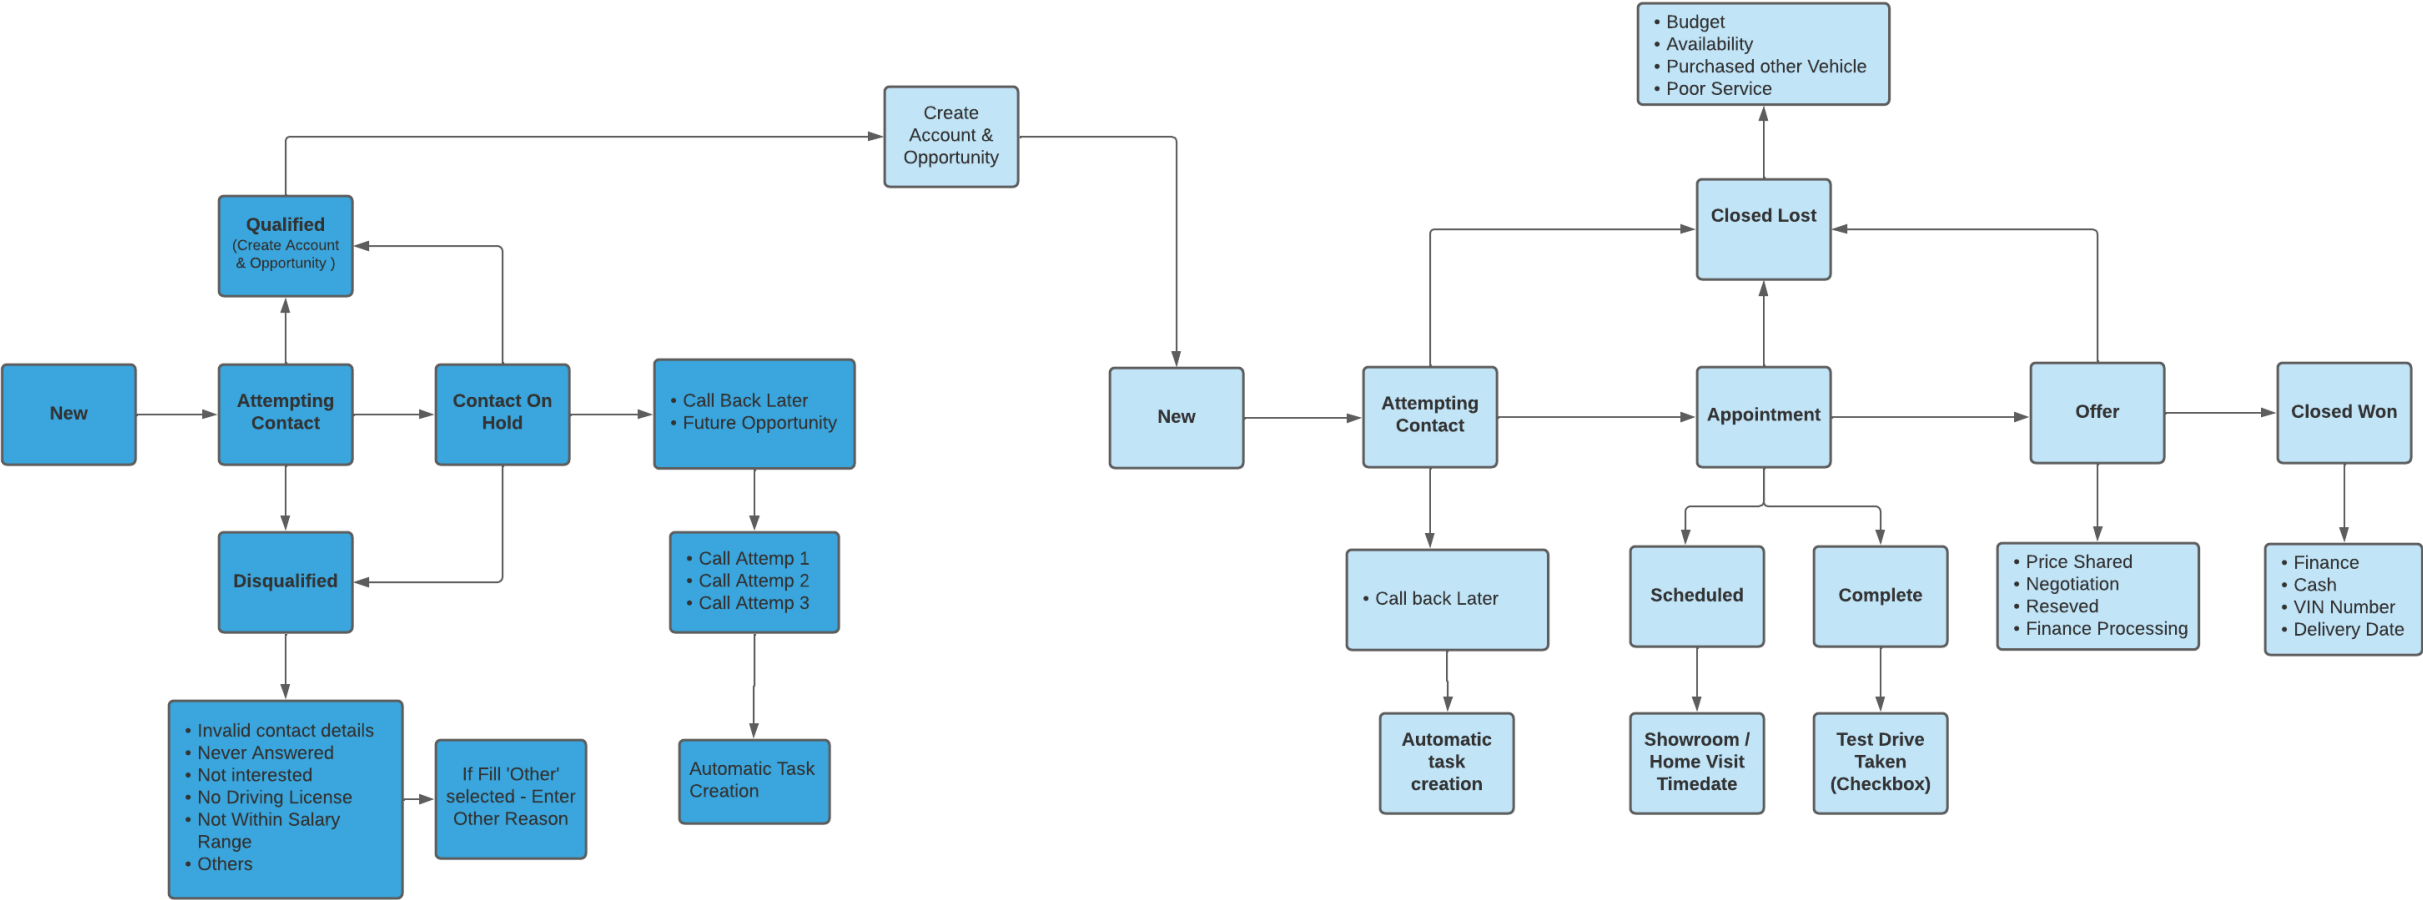 • Budget
• Availability
• Purchased other Vehicle
• Poor Service
Create
Account &
Opportunity
Qualified
(Create Account
& Opportunity )
Closed Lost
New
Attempting
Contact
Contact On
Hold
• Call Back Later
• Future Opportunity
New
Attempting
Contact
Appointment
Offer
Closed Won
Disqualified
• Call Attemp 1
• Call Attemp 2
• Call Attemp 3
• Call back Later
Scheduled
Complete
• Price Shared
• Negotiation
• Reseved
• Finance Processing
• Finance
• Cash
• VIN Number
• Delivery Date
• Invalid contact details
• Never Answered
• Not interested
• No Driving License
• Not Within Salary
Range
• Others
If Fill 'Other'
selected - Enter
Other Reason
Automatic Task
Creation
Automatic
task
creation
Showroom /
Home Visit
Timedate
Test Drive
Taken
(Checkbox)